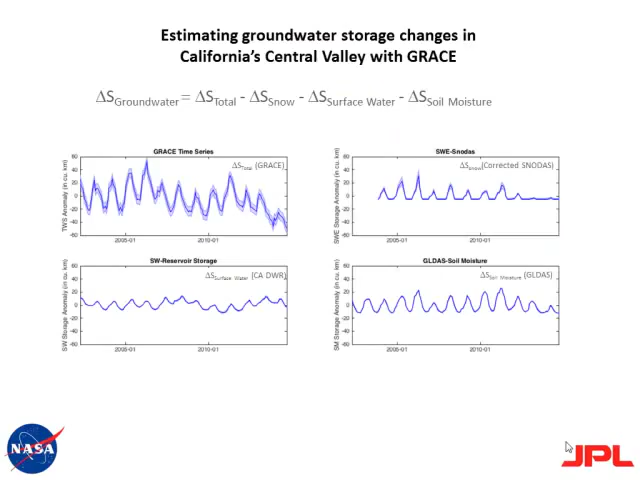 Estimating groundwater storage changes in
California's Central Valley with GRACE
ΔSGroundwater = ΔSTotal - ΔSSnow - ΔSSurface Water - ΔSSoil Moisture
GRACE Time Series
ΔSTotal (GRACE)
TWS Anomaly (in cu. km)
60
40
20
0
-20
-40
-60
2005-01
2010-01
SWE-Snodas
ΔSSnow (Corrected SNODAS)
SWE Storage Anomaly (in cu. km)
60
40
20
0
-20
-40
-60
2005-01
2010-01
SW-Reservoir Storage
ΔSSurface Water (CA DWR)
SW Storage Anomaly (in cu. km)
60
40
20
0
-20
-40
-60
2005-01
2010-01
GLDAS-Soil Moisture
ΔSSoil Moisture (GLDAS)
SM Storage Anomaly (in cu. km)
60
40
20
0
-20
-40
-60
2005-01
2010-01
NASA
JPL